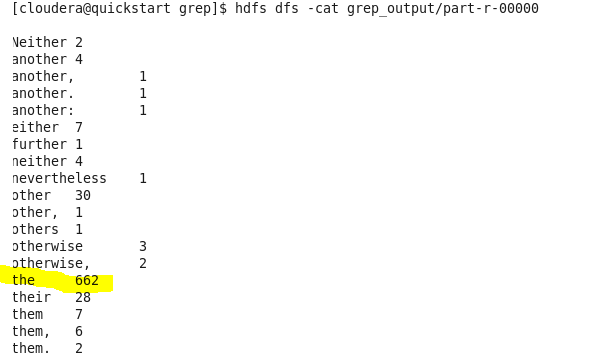 [cloudera@quickstart grep]$ hdfs dfs -cat grep_output/part-r-00000
Neither 2
another 4
another, 1
another. 1
another: 1
either 7
further 1
neither 4
nevertheless 1
other 30
other, 1
others 1
otherwise 3
otherwise, 2
the 662
their 28
them 7
them, 6
them. 2